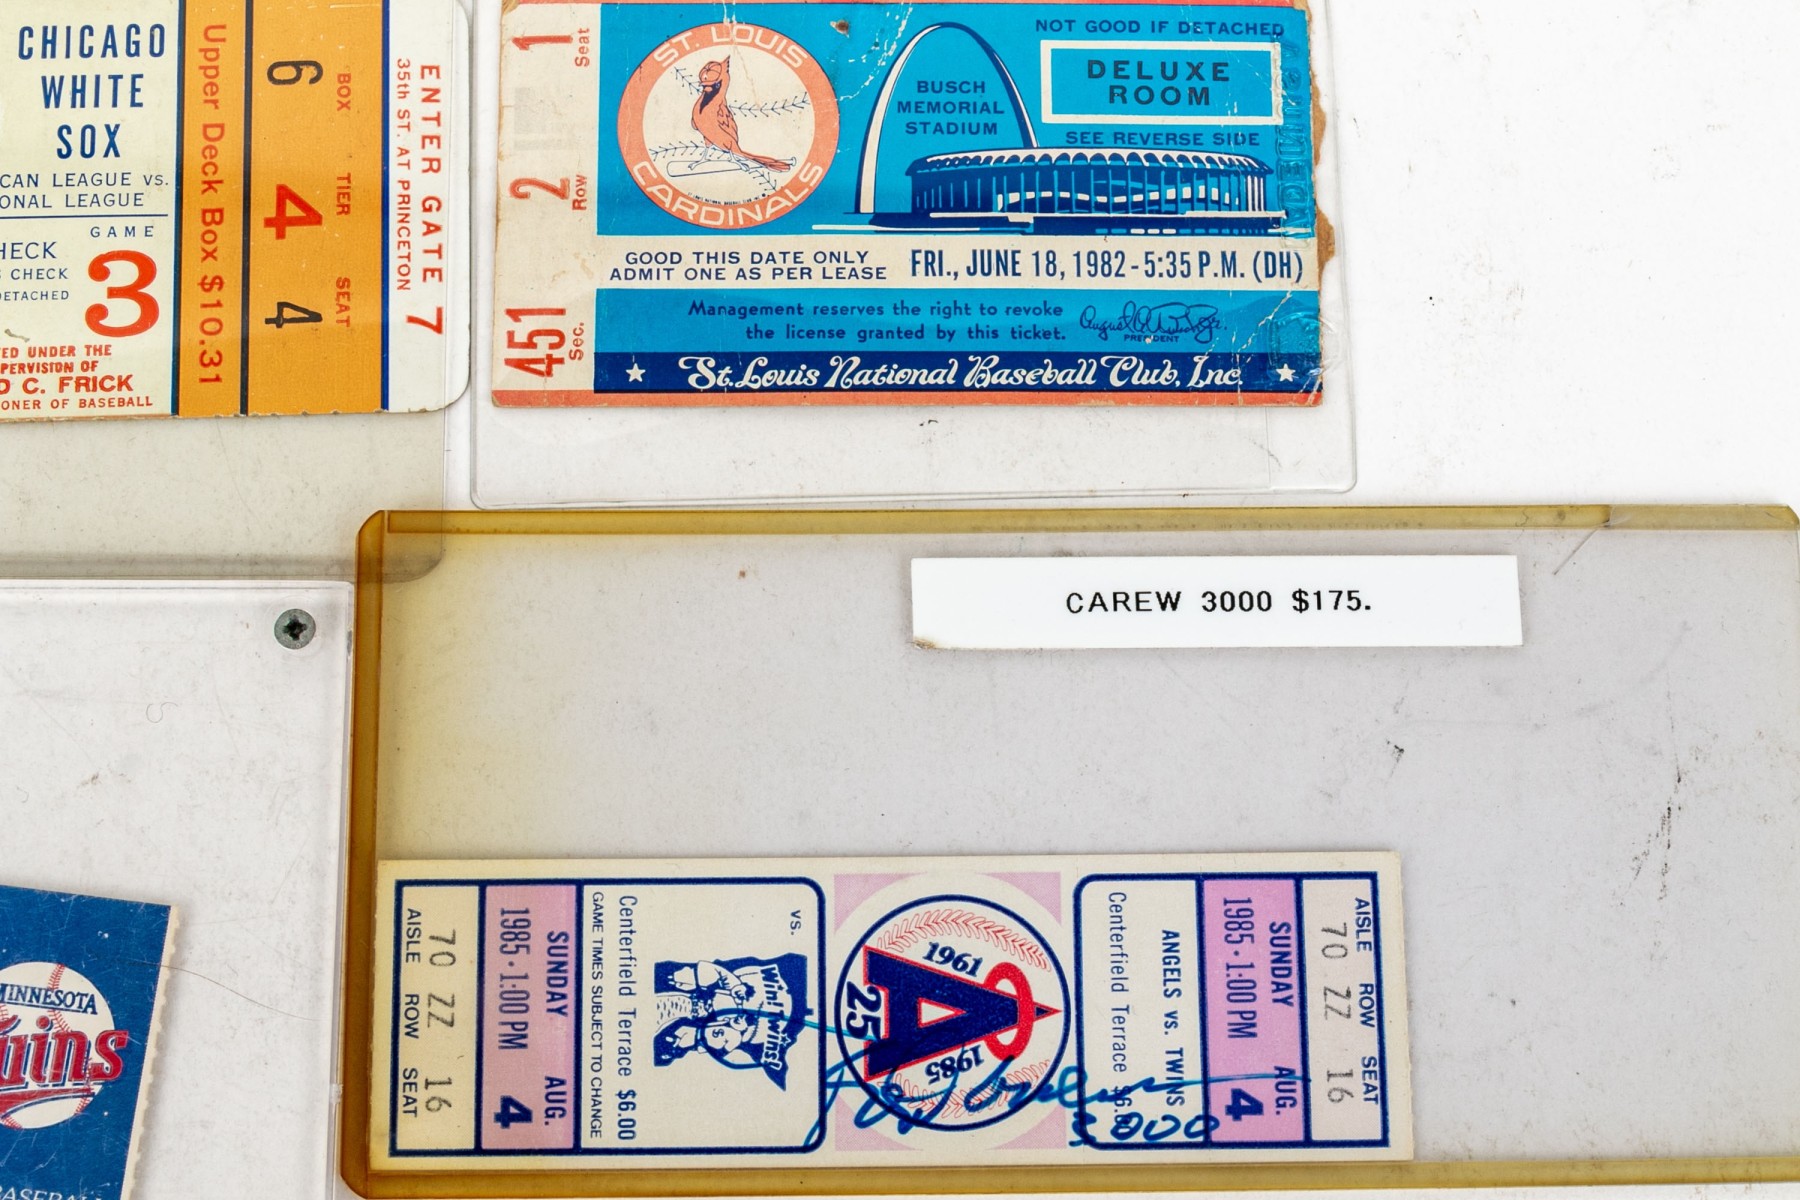 CHICAGO
WHITE
SOX
CAN LEAGUE VS.
ONAL LEAGUE
GAME
3
HECK
CHECK
DETACHED
TED UNDER THE
PERVISION OF
D C. FRICK
IONER OF BASEBALL
Upper Deck Box $10.31
BOX 6
TIER 4
SEAT 4
ENTER GATE 7
35th ST. AT PRINCETON
1 Seat
2 Row
451 Sec.
ST. LOUIS
CARDINALS
BUSCH
MEMORIAL
STADIUM
NOT GOOD IF DETACHED
DELUXE
ROOM
SEE REVERSE SIDE
GOOD THIS DATE ONLY
ADMIT ONE AS PER LEASE
FRI., JUNE 18, 1982 - 5:35 P.M. (DH)
Management reserves the right to revoke
the license granted by this ticket.
PRESIDENT
★ St. Louis National Baseball Club, Inc. ★
CAREW 3000 $175.
MINNESOTA
AISLE ROW SEAT
70 ZZ 16
SUNDAY AUG.
1985 • 1:00 PM 4
VS.
Win! Twins!
Centerfield Terrace $6.00
GAME TIMES SUBJECT TO CHANGE
1961
A
25
1985
ANGELS VS. TWINS
Centerfield Terrace $6.00
SUNDAY AUG.
1985 • 1:00 PM 4
AISLE ROW SEAT
70 ZZ 16
Rod Carew
3000